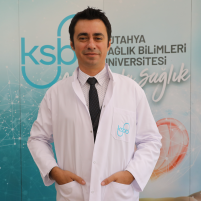 ksb
ÜTAHYA
SAĞLIK BİLİMLERİ
ÜNİVERSİTESİ
Sağlık